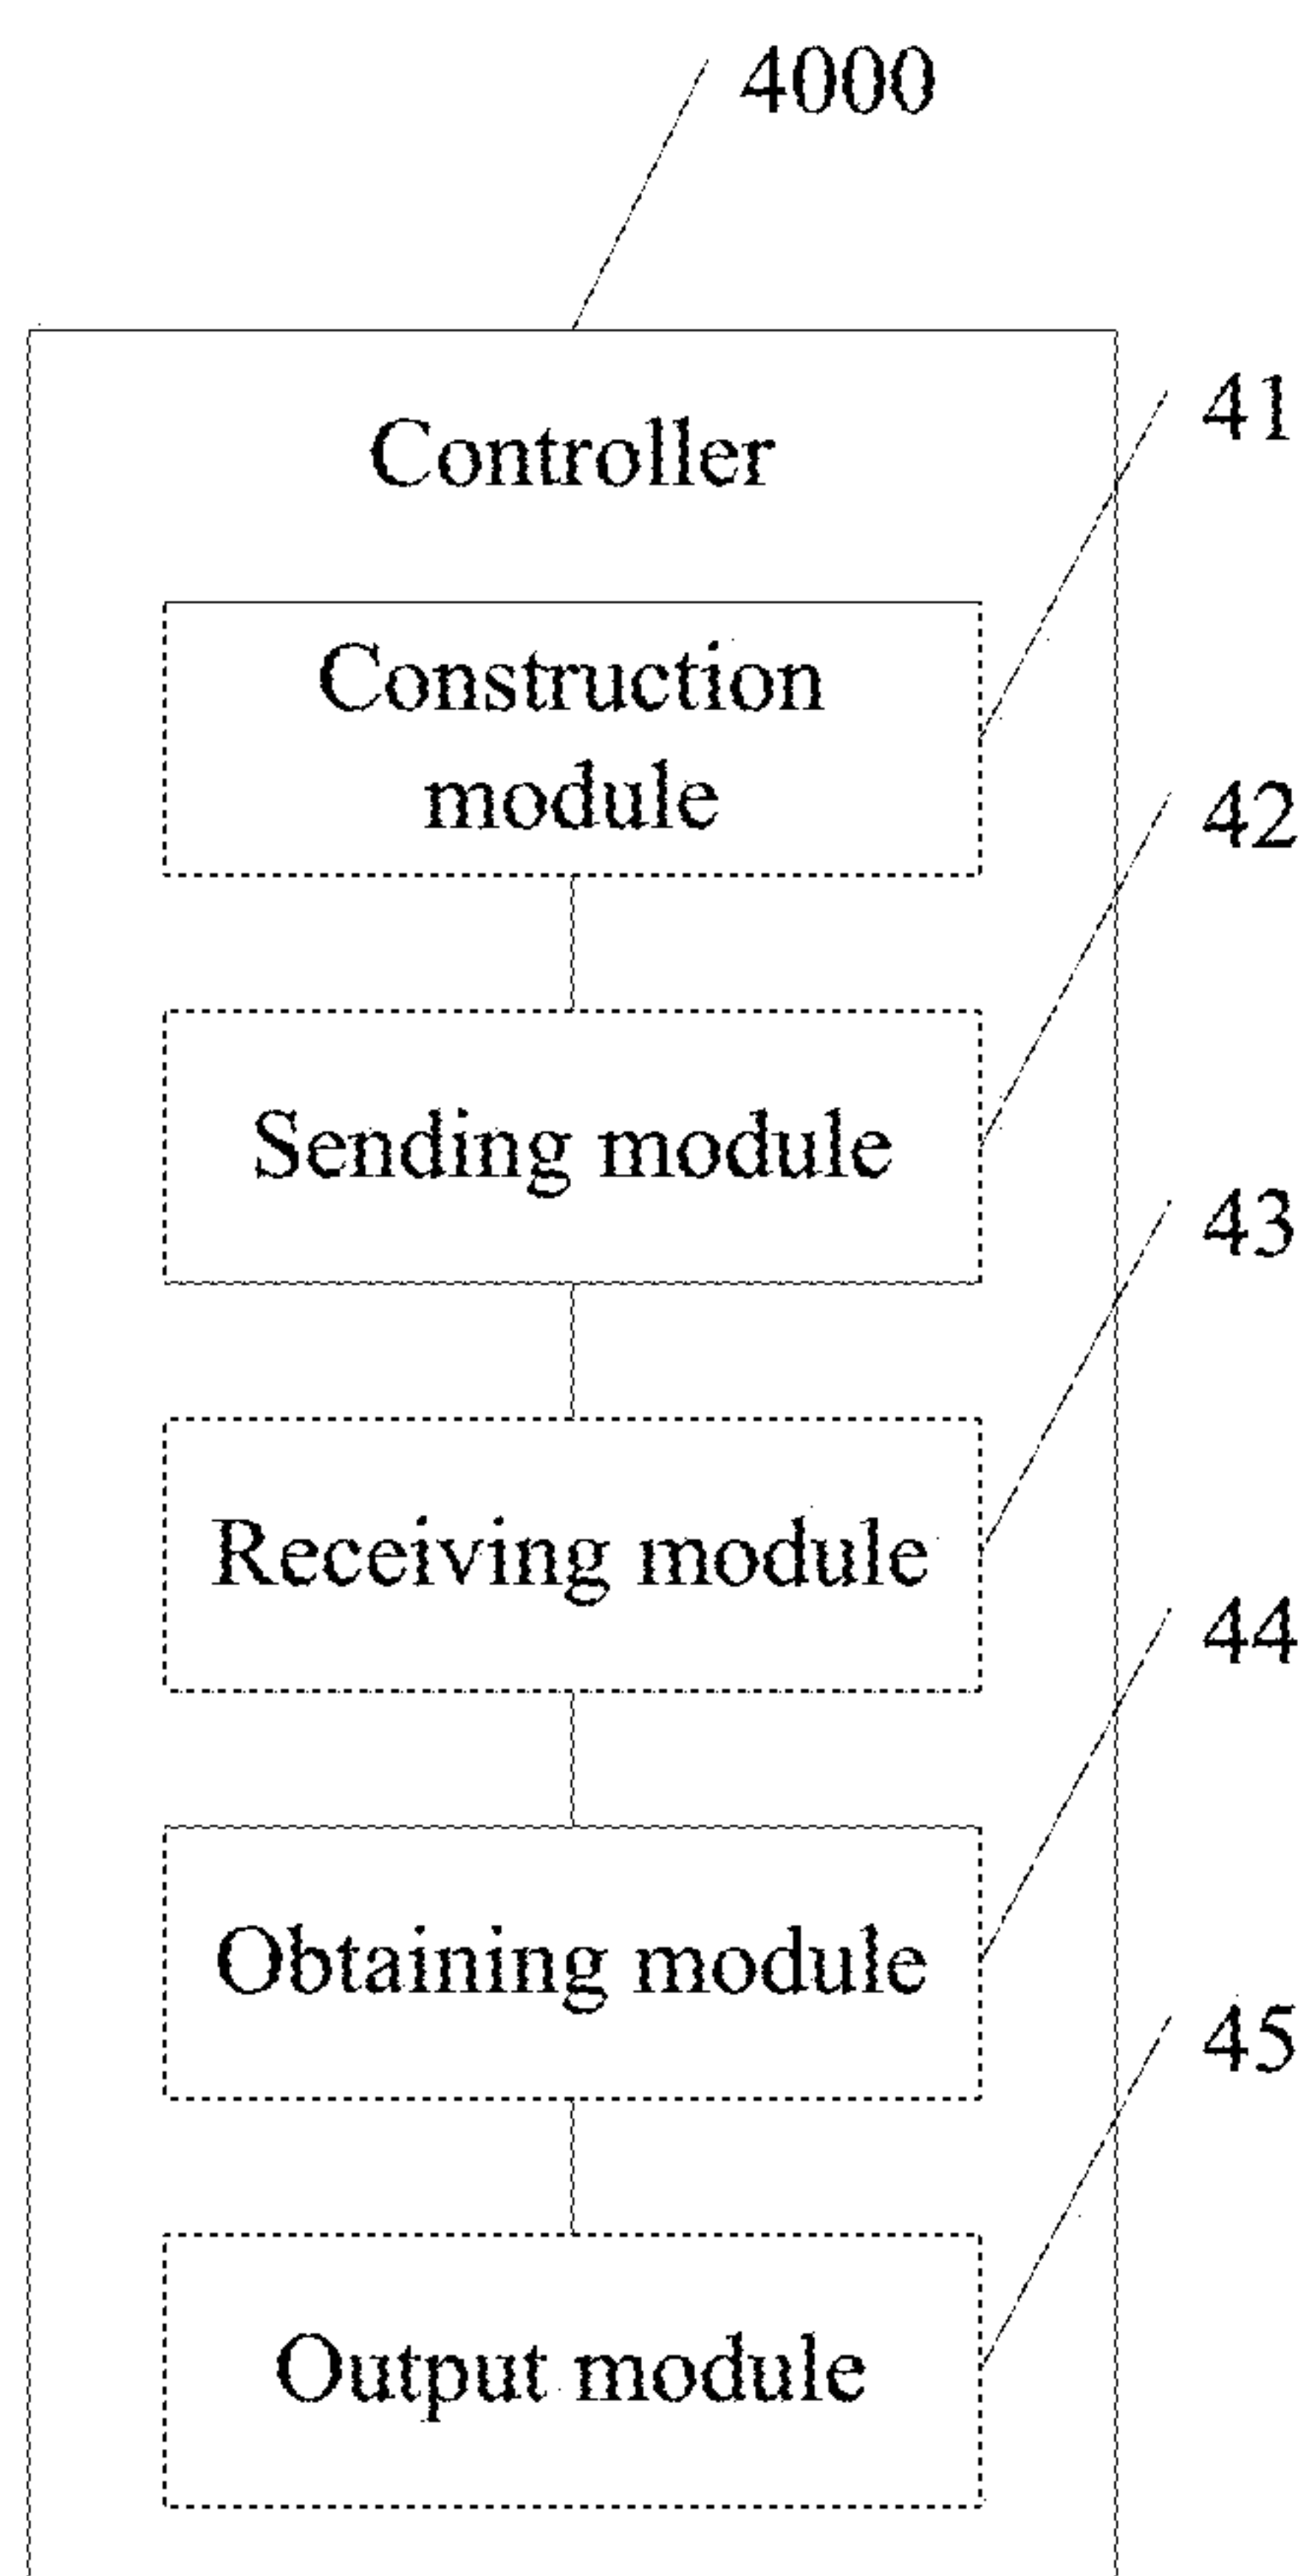 4000
Controller
41
Construction
module
42
Sending module
43
Receiving module
44
Obtaining module
45
Output module